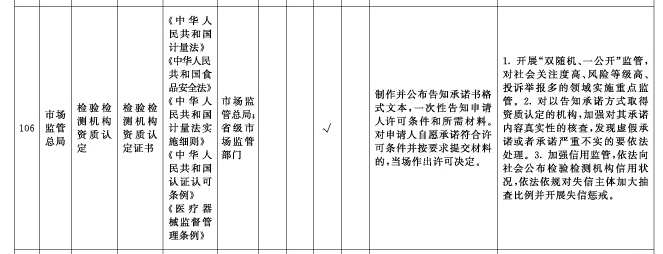 106
市场
监管
总局
检验检
测机构
资质认
定
检验检
测机构
资质认
定证书
《中华人
民共和国
计量法》
《中华人民
共和国食
品安全法》
《中华人
民共和国
计量法实
施细则》
《中华人
民共和国
认证认可
条例》
《医疗器
械监督管
理条例》
市场监
管总局;
省级市
场监管
部门
√
制作并公布告知承诺书格
式文本,一次性告知申请
人许可条件和所需材料。
对申请人自愿承诺符合许
可条件并按要求提交材料
的,当场作出许可决定。
1. 开展“双随机、一公开”监管,
对社会关注度高、风险等级高、
投诉举报多的领域实施重点监
管。2. 对以告知承诺方式取得
资质认定的机构,加强对其承诺
内容真实性的核查,发现虚假承
诺或者承诺严重不实的要依法
处理。3. 加强信用监管,依法向
社会公布检验检测机构信用状
况,依法依规对失信主体加大抽
查比例并开展失信惩戒。